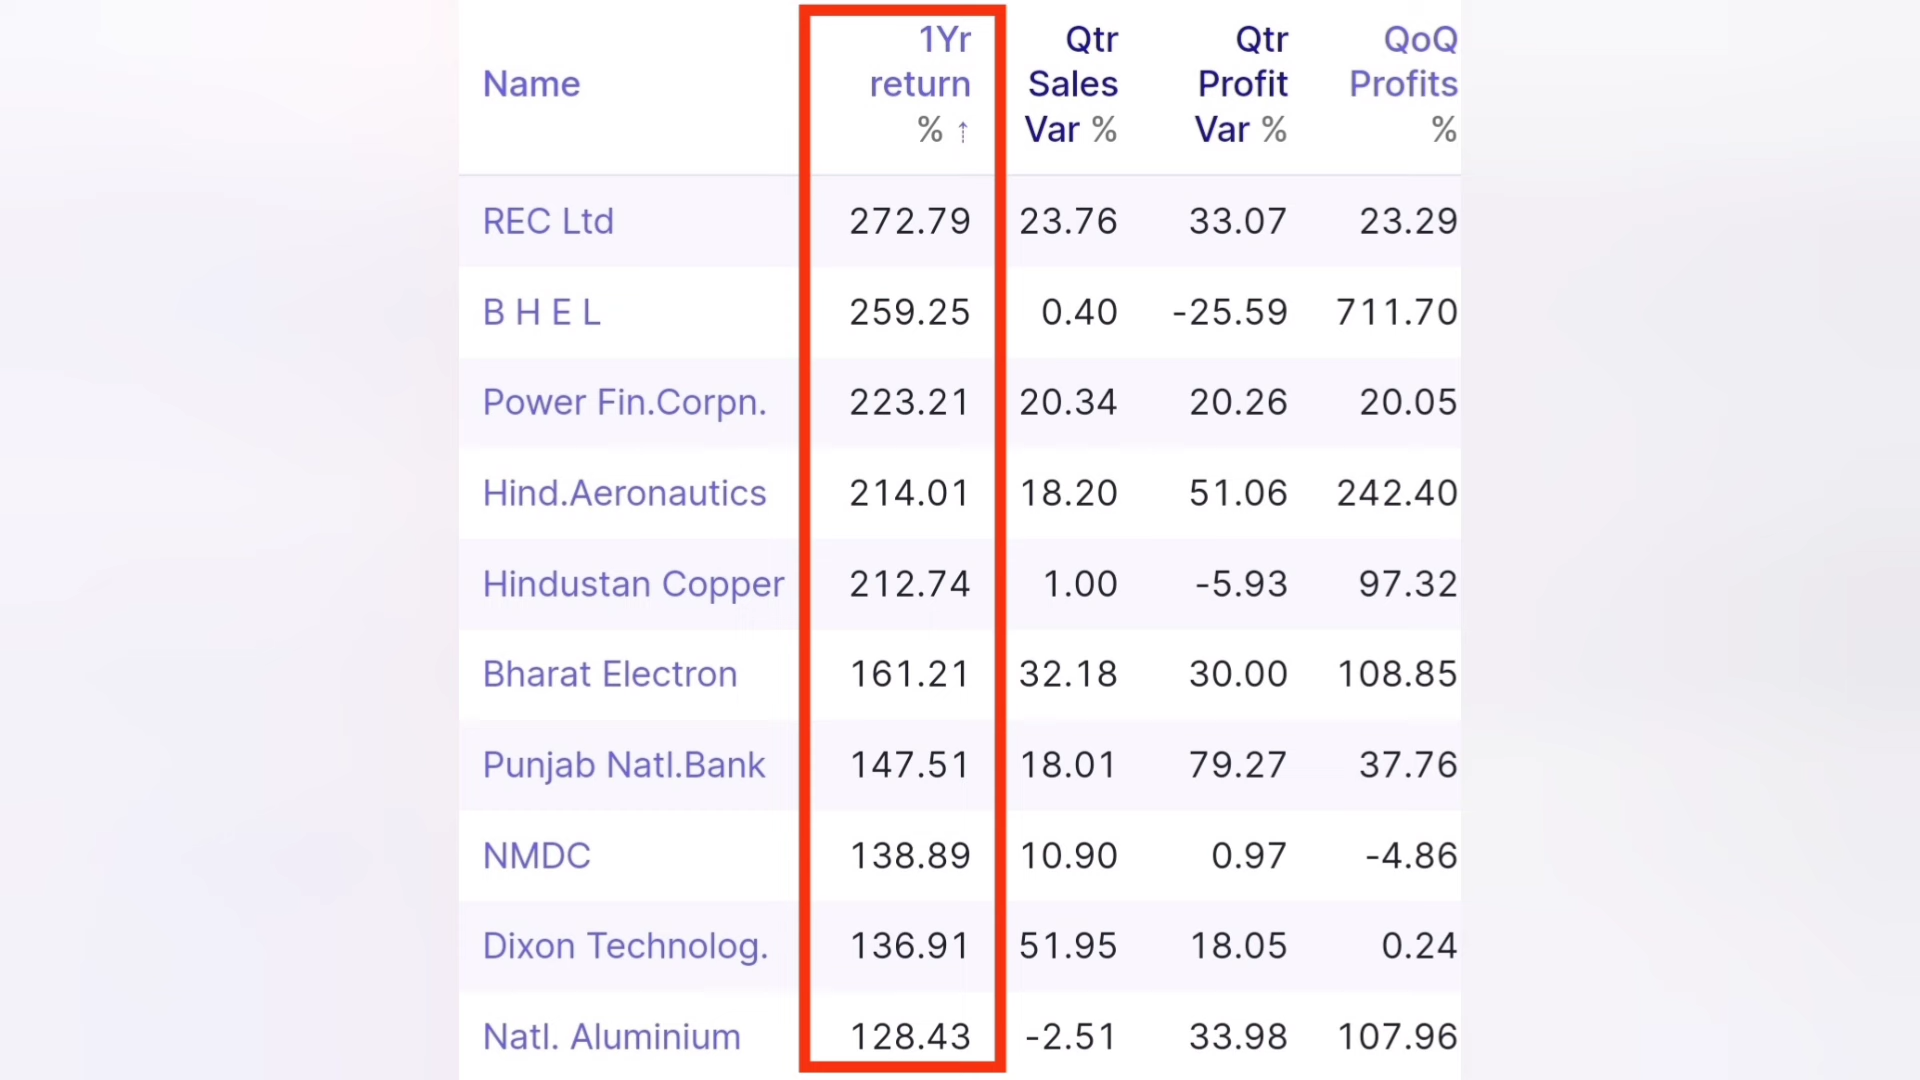 Name 1Yr return % ↑ Qtr Sales Var % Qtr Profit Var % QoQ Profits %
REC Ltd 272.79 23.76 33.07 23.29
B H E L 259.25 0.40 -25.59 711.70
Power Fin.Corpn. 223.21 20.34 20.26 20.05
Hind.Aeronautics 214.01 18.20 51.06 242.40
Hindustan Copper 212.74 1.00 -5.93 97.32
Bharat Electron 161.21 32.18 30.00 108.85
Punjab Natl.Bank 147.51 18.01 79.27 37.76
NMDC 138.89 10.90 0.97 -4.86
Dixon Technolog. 136.91 51.95 18.05 0.24
Natl. Aluminium 128.43 -2.51 33.98 107.96